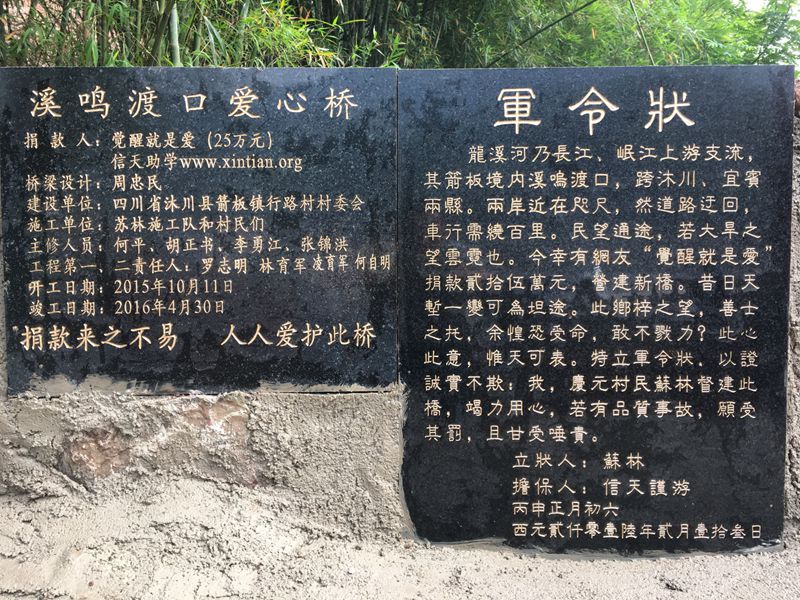 溪鸣渡口爱心桥
捐款人：觉醒就是爱（25万元）
信天助学www.xintian.org
桥梁设计：周忠民
建设单位：四川省沐川县箭板镇行路村村委会
施工单位：苏林施工队和村民们
主修人员：何平、胡正书、李勇江、张锦洪
工程第一、二责任人：罗志明 林育军 凌育军 何自明
开工日期：2015年10月11日
竣工日期：2016年4月30日
捐款来之不易 人人爱护此桥
軍令狀
龍溪河乃長江、岷江上游支流，
其箭板境内溪鳴渡口，跨沐川、宜賓
兩縣。兩岸近在咫尺，然道路迂回，
車行需繞百里。民望通途，若大旱之
望雲霓也。今幸有網友“覺醒就是愛”
捐款貳拾伍萬元，營建新橋。昔日天
塹一變可為坦途。此鄉梓之望，善士
之托，余惶恐受命，敢不戮力？此心
此意，惟天可表。特立軍令狀，以證
誠實不欺：我，慶元村民蘇林督建此
橋，竭力用心，若有品質事故，願受
其罰，且甘受唾責。
立狀人：蘇林
擔保人：信天謹游
丙申正月初六
西元貳仟零壹陸年貳月壹拾叁日